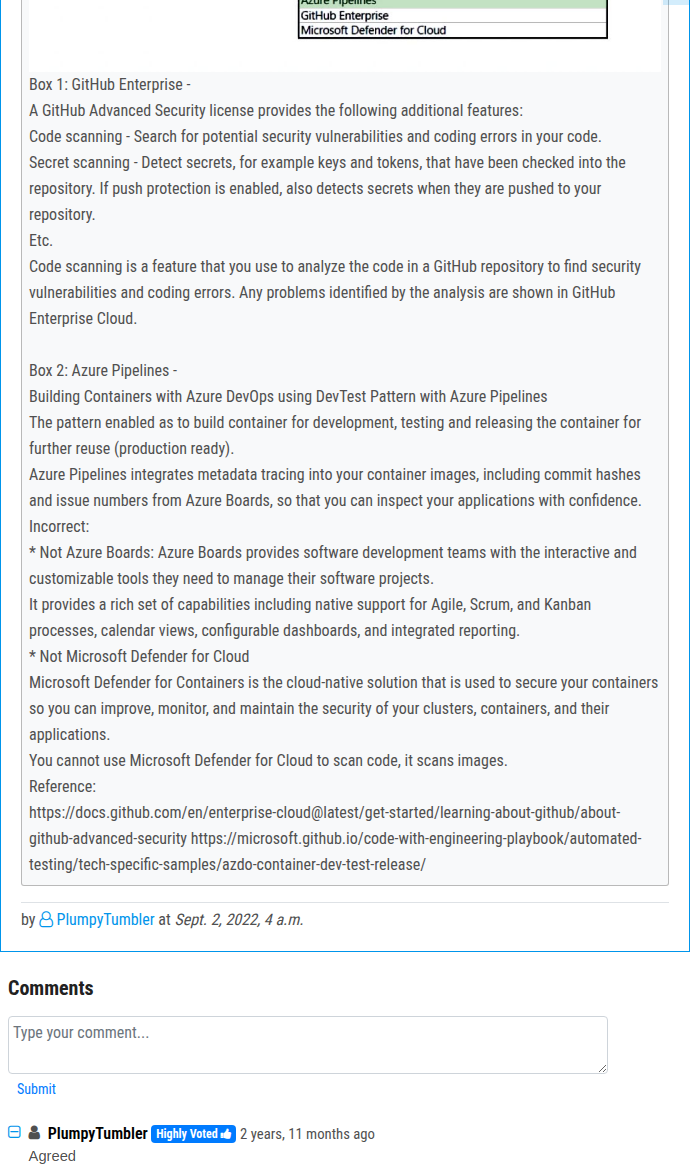 Azure Pipelines
GitHub Enterprise
Microsoft Defender for Cloud
Box 1: GitHub Enterprise -
A GitHub Advanced Security license provides the following additional features:
Code scanning - Search for potential security vulnerabilities and coding errors in your code.
Secret scanning - Detect secrets, for example keys and tokens, that have been checked into the
repository. If push protection is enabled, also detects secrets when they are pushed to your
repository.
Etc.
Code scanning is a feature that you use to analyze the code in a GitHub repository to find security
vulnerabilities and coding errors. Any problems identified by the analysis are shown in GitHub
Enterprise Cloud.
Box 2: Azure Pipelines -
Building Containers with Azure DevOps using DevTest Pattern with Azure Pipelines
The pattern enabled as to build container for development, testing and releasing the container for
further reuse (production ready).
Azure Pipelines integrates metadata tracing into your container images, including commit hashes
and issue numbers from Azure Boards, so that you can inspect your applications with confidence.
Incorrect:
* Not Azure Boards: Azure Boards provides software development teams with the interactive and
customizable tools they need to manage their software projects.
It provides a rich set of capabilities including native support for Agile, Scrum, and Kanban
processes, calendar views, configurable dashboards, and integrated reporting.
* Not Microsoft Defender for Cloud
Microsoft Defender for Containers is the cloud-native solution that is used to secure your containers
so you can improve, monitor, and maintain the security of your clusters, containers, and their
applications.
You cannot use Microsoft Defender for Cloud to scan code, it scans images.
Reference:
https://docs.github.com/en/enterprise-cloud@latest/get-started/learning-about-github/about-
github-advanced-security https://microsoft.github.io/code-with-engineering-playbook/automated-
testing/tech-specific-samples/azdo-container-dev-test-release/
by PlumpyTumbler at Sept. 2, 2022, 4 a.m.
Comments
Type your comment...
Submit
PlumpyTumbler Highly Voted 2 years, 11 months ago
Agreed